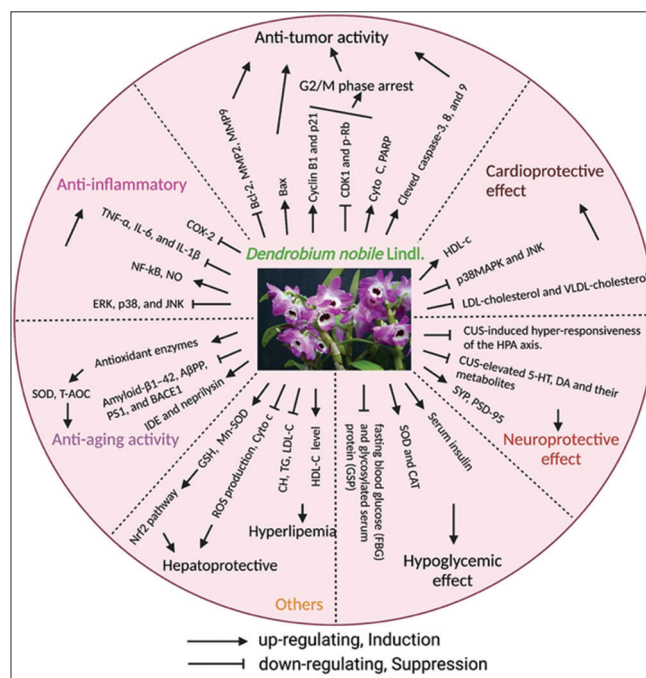 Anti-tumor activity
G2/M phase arrest
Bcl-2, MMP2, MMP9
Bax
Cyclin B1 and p21
CDK1 and p-Rb
Cyto C, PARP
Cleved caspase-3, 8, and 9
Anti-inflammatory
COX-2
TNF-α, IL-6, and IL-1β
NF-kB, NO
ERK, p38, and JNK
Dendrobium nobile Lindl.
Cardioprotective
effect
HDL-c
p38MAPK and JNK
LDL-cholesterol and VLDL-cholesterol
CUS-induced hyper-responsiveness
of the HPA axis.
CUS-elevated 5-HT, DA and their
metabolites
SYP, PSD-95
Neuroprotective
effect
Antioxidant enzymes
SOD, T-AOC
Amyloid-β1–42, AβPP,
PS1, and BACE1
IDE and neprilysin
Anti-aging activity
GSH, Mn-SOD
Nrf2 pathway
ROS production, Cyto c
Hepatoprotective
CH, TG, LDL-C
HDL-C level
Hyperlipemia
Others
fasting blood glucose (FBG)
and glycosylated serum
protein (GSP)
SOD and CAT
Serum insulin
Hypoglycemic
effect
up-regulating, Induction
down-regulating, Suppression